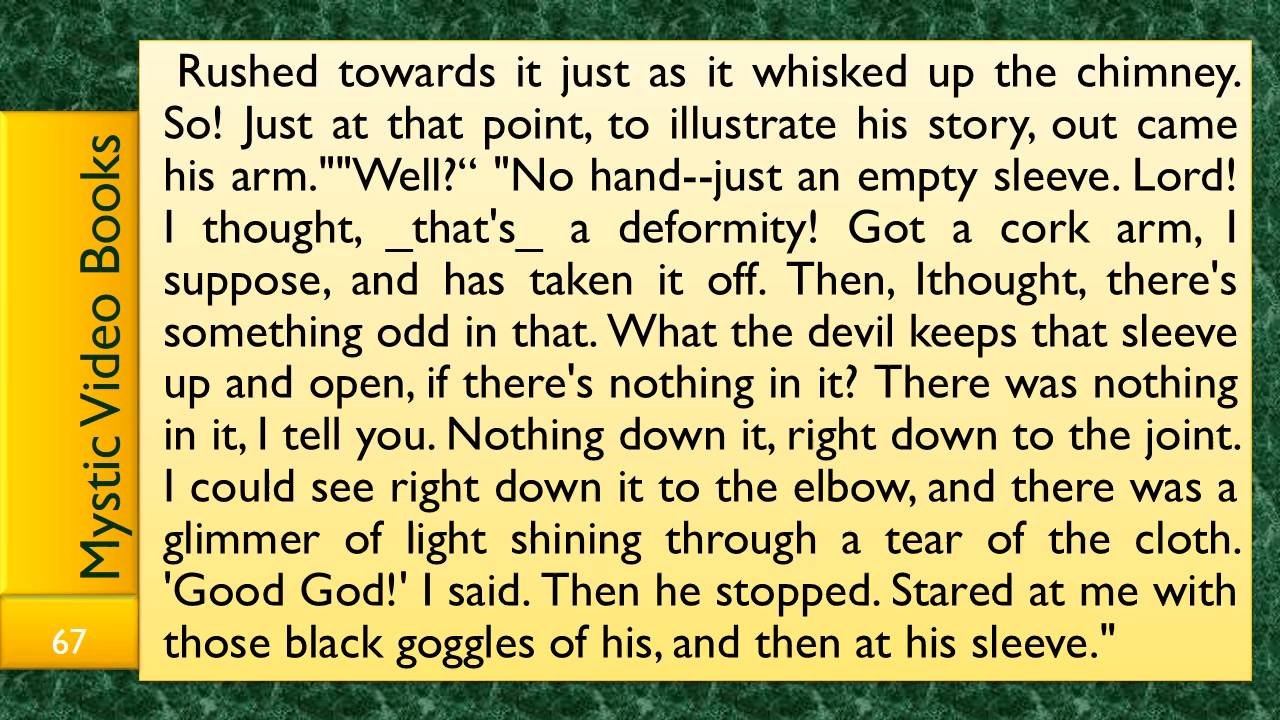 Rushed towards it just as it whisked up the chimney.
So! Just at that point, to illustrate his story, out came
his arm.""Well?“ "No hand--just an empty sleeve. Lord!
I thought, _that's_ a deformity! Got a cork arm, I
suppose, and has taken it off. Then, Ithought, there's
something odd in that. What the devil keeps that sleeve
up and open, if there's nothing in it? There was nothing
in it, I tell you. Nothing down it, right down to the joint.
I could see right down it to the elbow, and there was a
glimmer of light shining through a tear of the cloth.
'Good God!' I said. Then he stopped. Stared at me with
those black goggles of his, and then at his sleeve."
Mystic Video Books
67